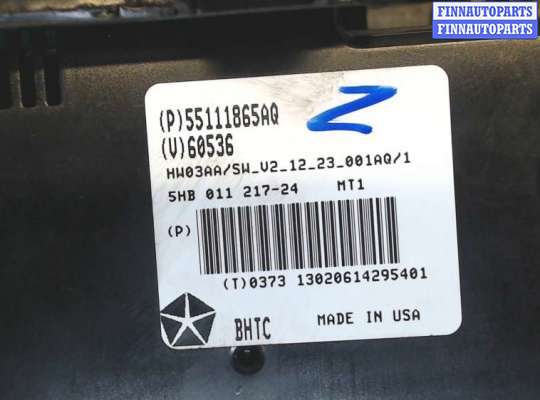 FINNAUTOPARTS
FINNAUTOPARTS
(P)55111865AQ
(V)60536
HW03AA/SW_V2_12_23_001AQ/1
5HB 011 217-24 MT1
(P)
(T)0373 13020614295401
BHTC MADE IN USA